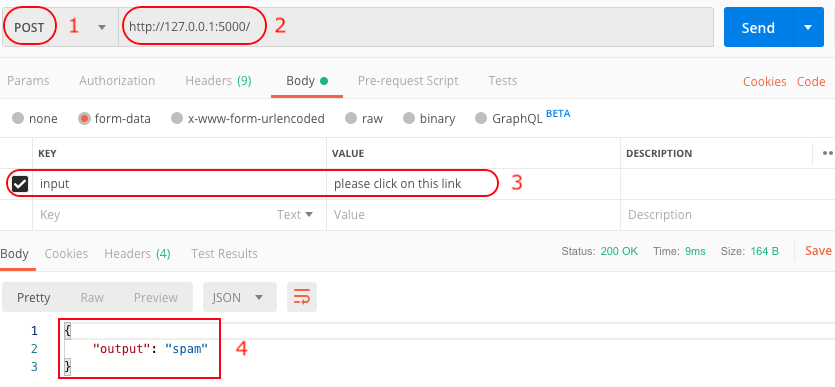 POST 1 http://127.0.0.1:5000/ 2 Send
Params Authorization Headers (9) Body Pre-request Script Tests Cookies Code
none form-data x-www-form-urlencoded raw binary GraphQL BETA
KEY VALUE DESCRIPTION
input please click on this link 3
Key Text Value Description
Body Cookies Headers (4) Test Results Status: 200 OK Time: 9ms Size: 164 B Save
Pretty Raw Preview JSON
1 {
2 "output": "spam" 4
3 }